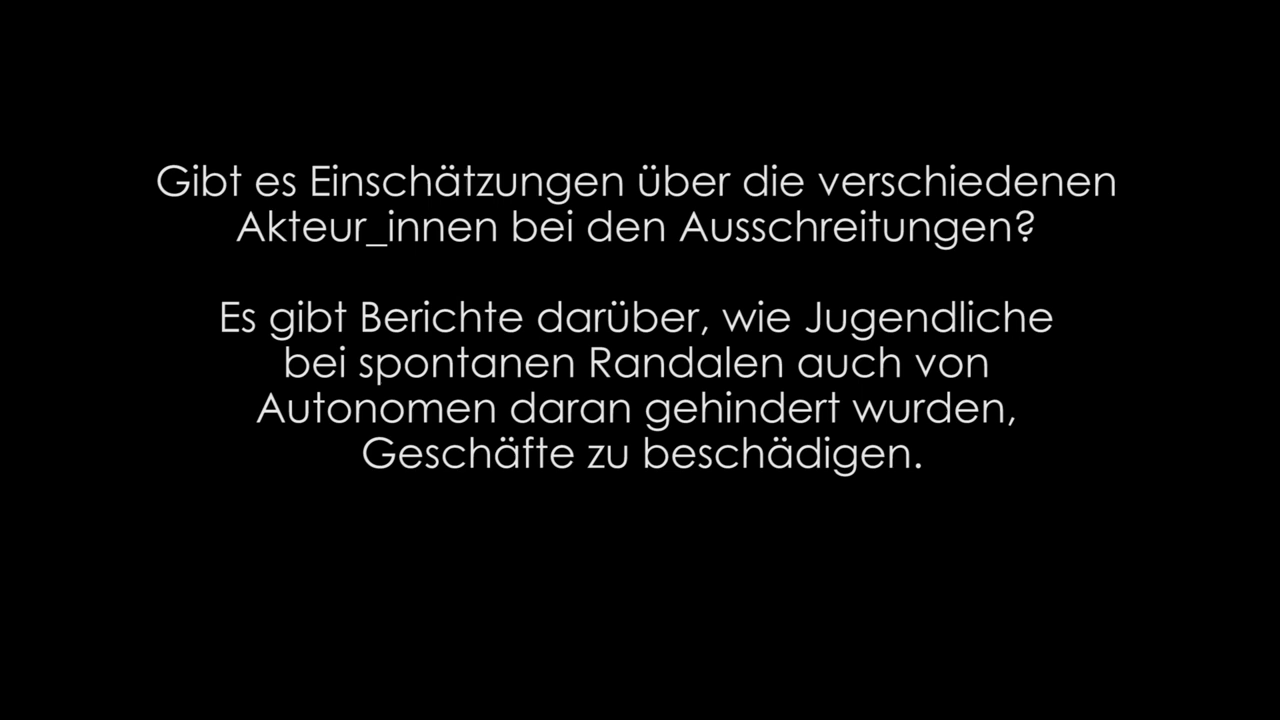 Gibt es Einschätzungen über die verschiedenen
Akteur_innen bei den Ausschreitungen?
Es gibt Berichte darüber, wie Jugendliche
bei spontanen Randalen auch von
Autonomen daran gehindert wurden,
Geschäfte zu beschädigen.